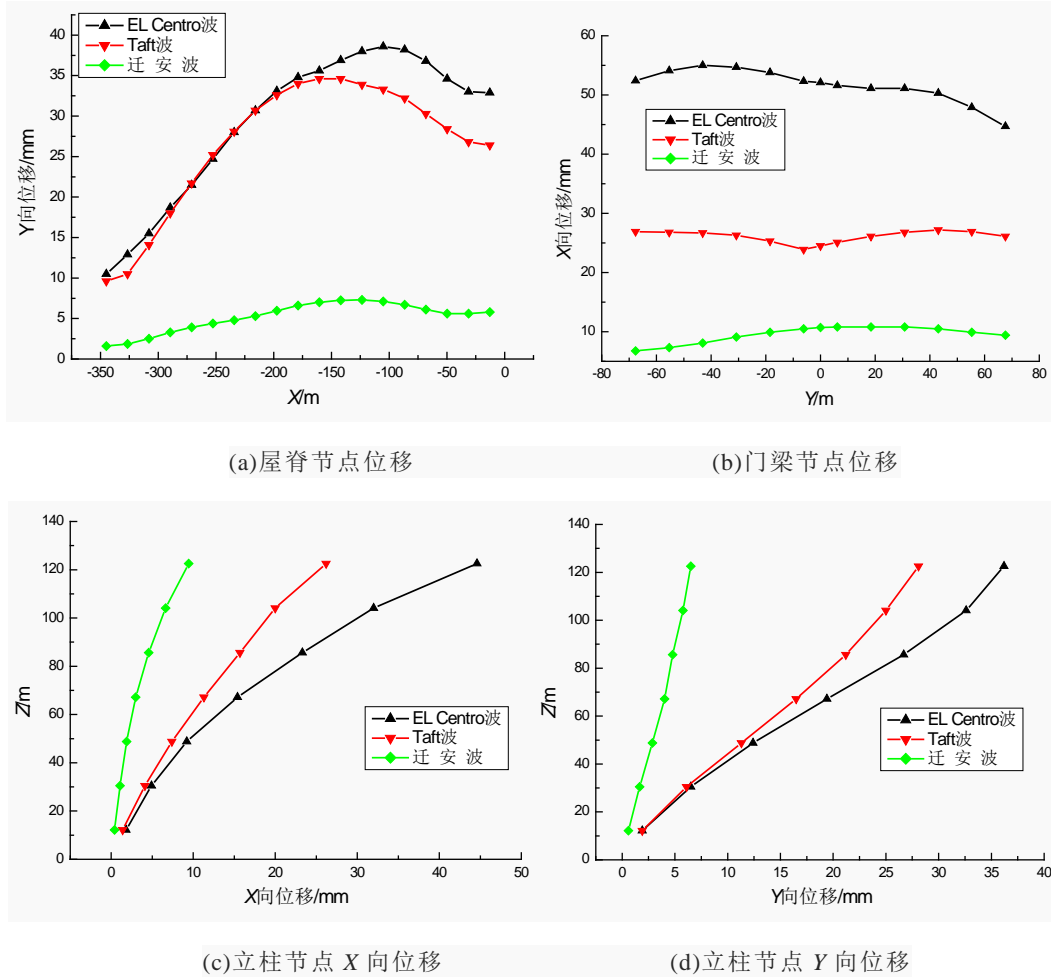 EL Centro波
Taft波
迁 安 波
Y向位移/mm
40
35
30
25
20
15
10
5
0
-350 -300 -250 -200 -150 -100 -50 0
X/m
EL Centro波
Taft波
迁 安 波
X向位移/mm
60
50
40
30
20
10
-80 -60 -40 -20 0 20 40 60 80
Y/m
(a)屋脊节点位移
(b)门梁节点位移
EL Centro波
Taft波
迁 安 波
Z/m
140
120
100
80
60
40
20
0
0 10 20 30 40 50
X向位移/mm
EL Centro波
Taft波
迁 安 波
Z/m
140
120
100
80
60
40
20
0
0 5 10 15 20 25 30 35 40
Y向位移/mm
(c)立柱节点 X 向位移
(d)立柱节点 Y 向位移